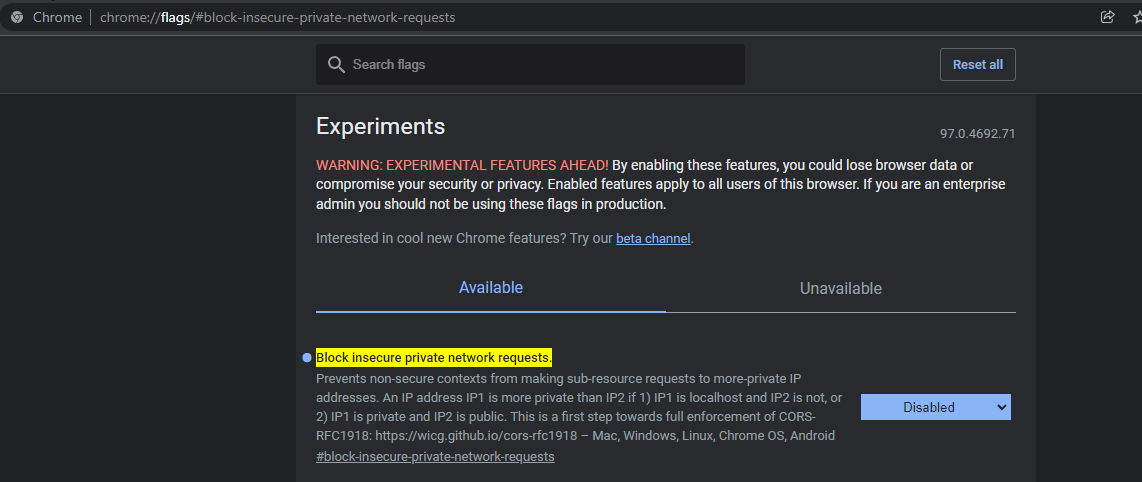 Chrome | chrome://flags/#block-insecure-private-network-requests
Search flags
Reset all
Experiments
97.0.4692.71
WARNING: EXPERIMENTAL FEATURES AHEAD! By enabling these features, you could lose browser data or
compromise your security or privacy. Enabled features apply to all users of this browser. If you are an enterprise
admin you should not be using these flags in production.
Interested in cool new Chrome features? Try our beta channel.
Available
Unavailable
Block insecure private network requests.
Prevents non-secure contexts from making sub-resource requests to more-private IP
addresses. An IP address IP1 is more private than IP2 if 1) IP1 is localhost and IP2 is not, or
2) IP1 is private and IP2 is public. This is a first step towards full enforcement of CORS-
RFC1918: https://wicg.github.io/cors-rfc1918 – Mac, Windows, Linux, Chrome OS, Android
Disabled
#block-insecure-private-network-requests